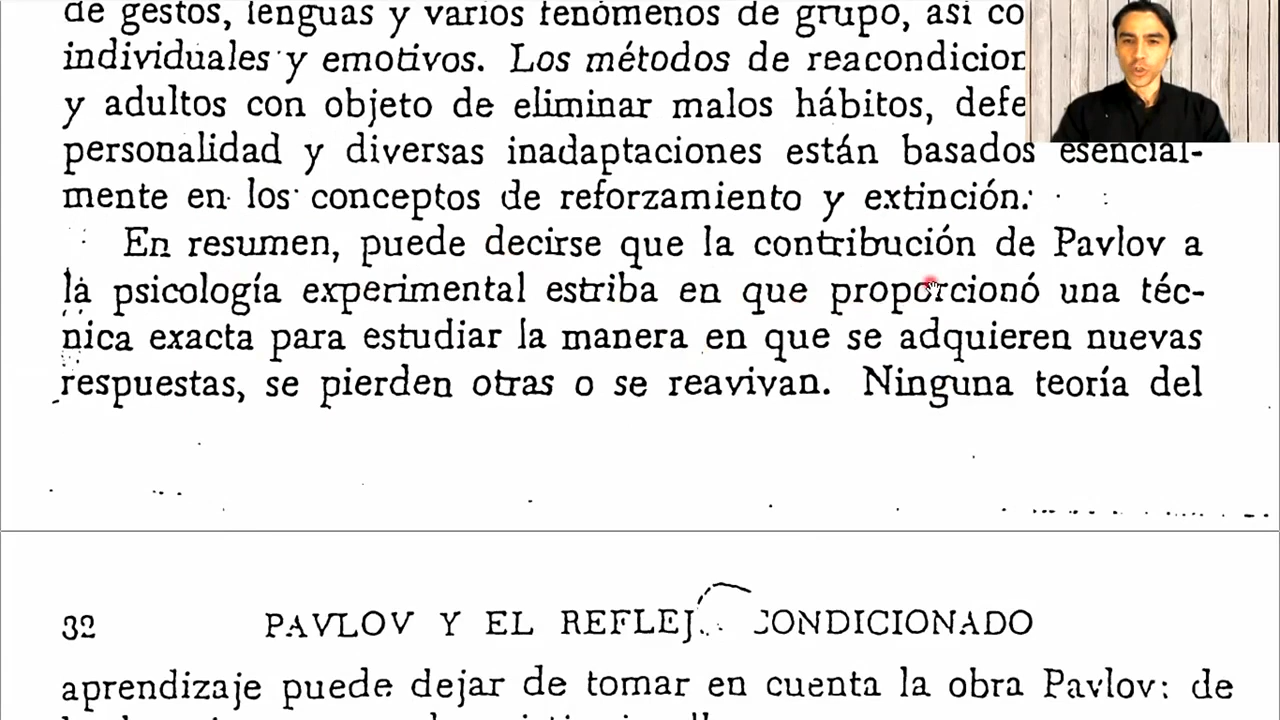 de gestos, lenguas y varios fenómenos de grupo, así co
individuales y emotivos. Los métodos de reacondicion
y adultos con objeto de eliminar malos hábitos, defe
personalidad y diversas inadaptaciones están basados esencial-
mente en los conceptos de reforzamiento y extinción.
En resumen, puede decirse que la contribución de Pavlov a
la psicología experimental estriba en que proporcionó una téc-
nica exacta para estudiar la manera en que se adquieren nuevas
respuestas, se pierden otras o se reavivan. Ninguna teoría del
32 PAVLOV Y EL REFLEJ CONDICIONADO
aprendizaje puede dejar de tomar en cuenta la obra Pavlov: de